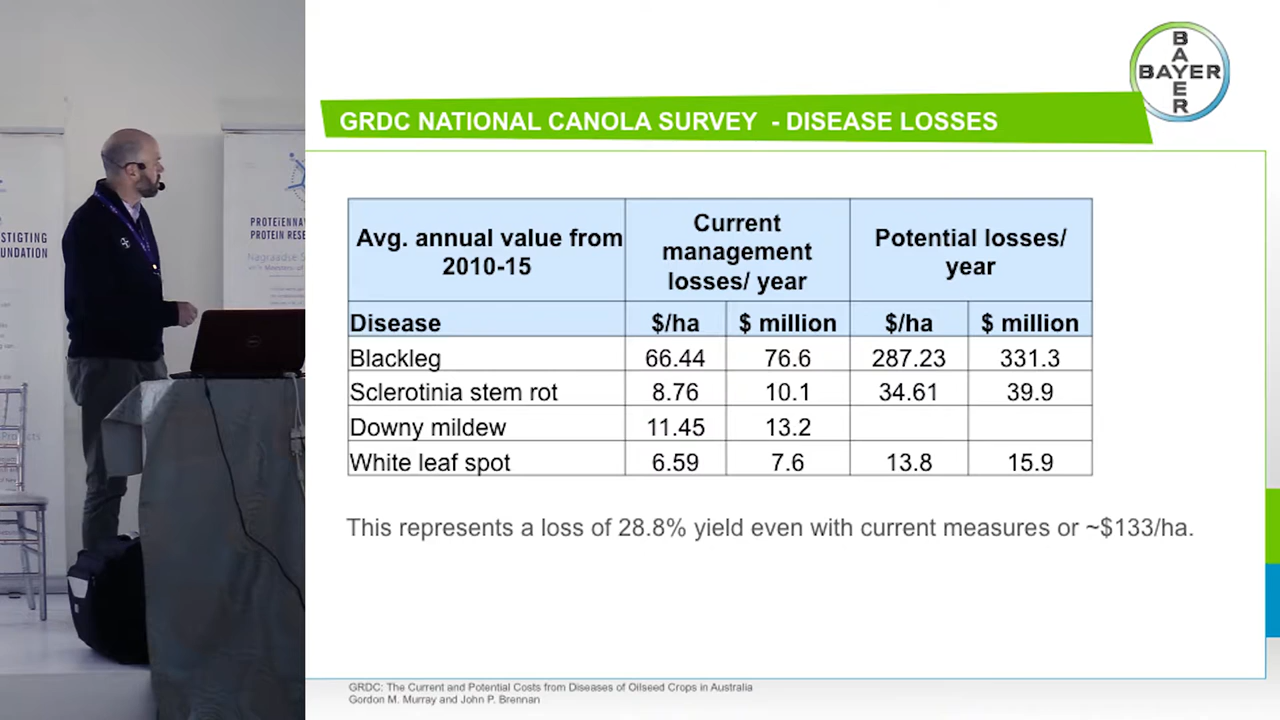 BAYER
BAYER
GRDC NATIONAL CANOLA SURVEY - DISEASE LOSSES
Avg. annual value from 2010-15
Current management losses/ year
Potential losses/ year
Disease $/ha $ million $/ha $ million
Blackleg 66.44 76.6 287.23 331.3
Sclerotinia stem rot 8.76 10.1 34.61 39.9
Downy mildew 11.45 13.2
White leaf spot 6.59 7.6 13.8 15.9
This represents a loss of 28.8% yield even with current measures or ~$133/ha.
GRDC: The Current and Potential Costs from Diseases of Oilseed Crops in Australia
Gordon M. Murray and John P. Brennan
STIGTING
OUNDATION
PROTEïENNAV
PROTEIN RESE
Nagraadse S